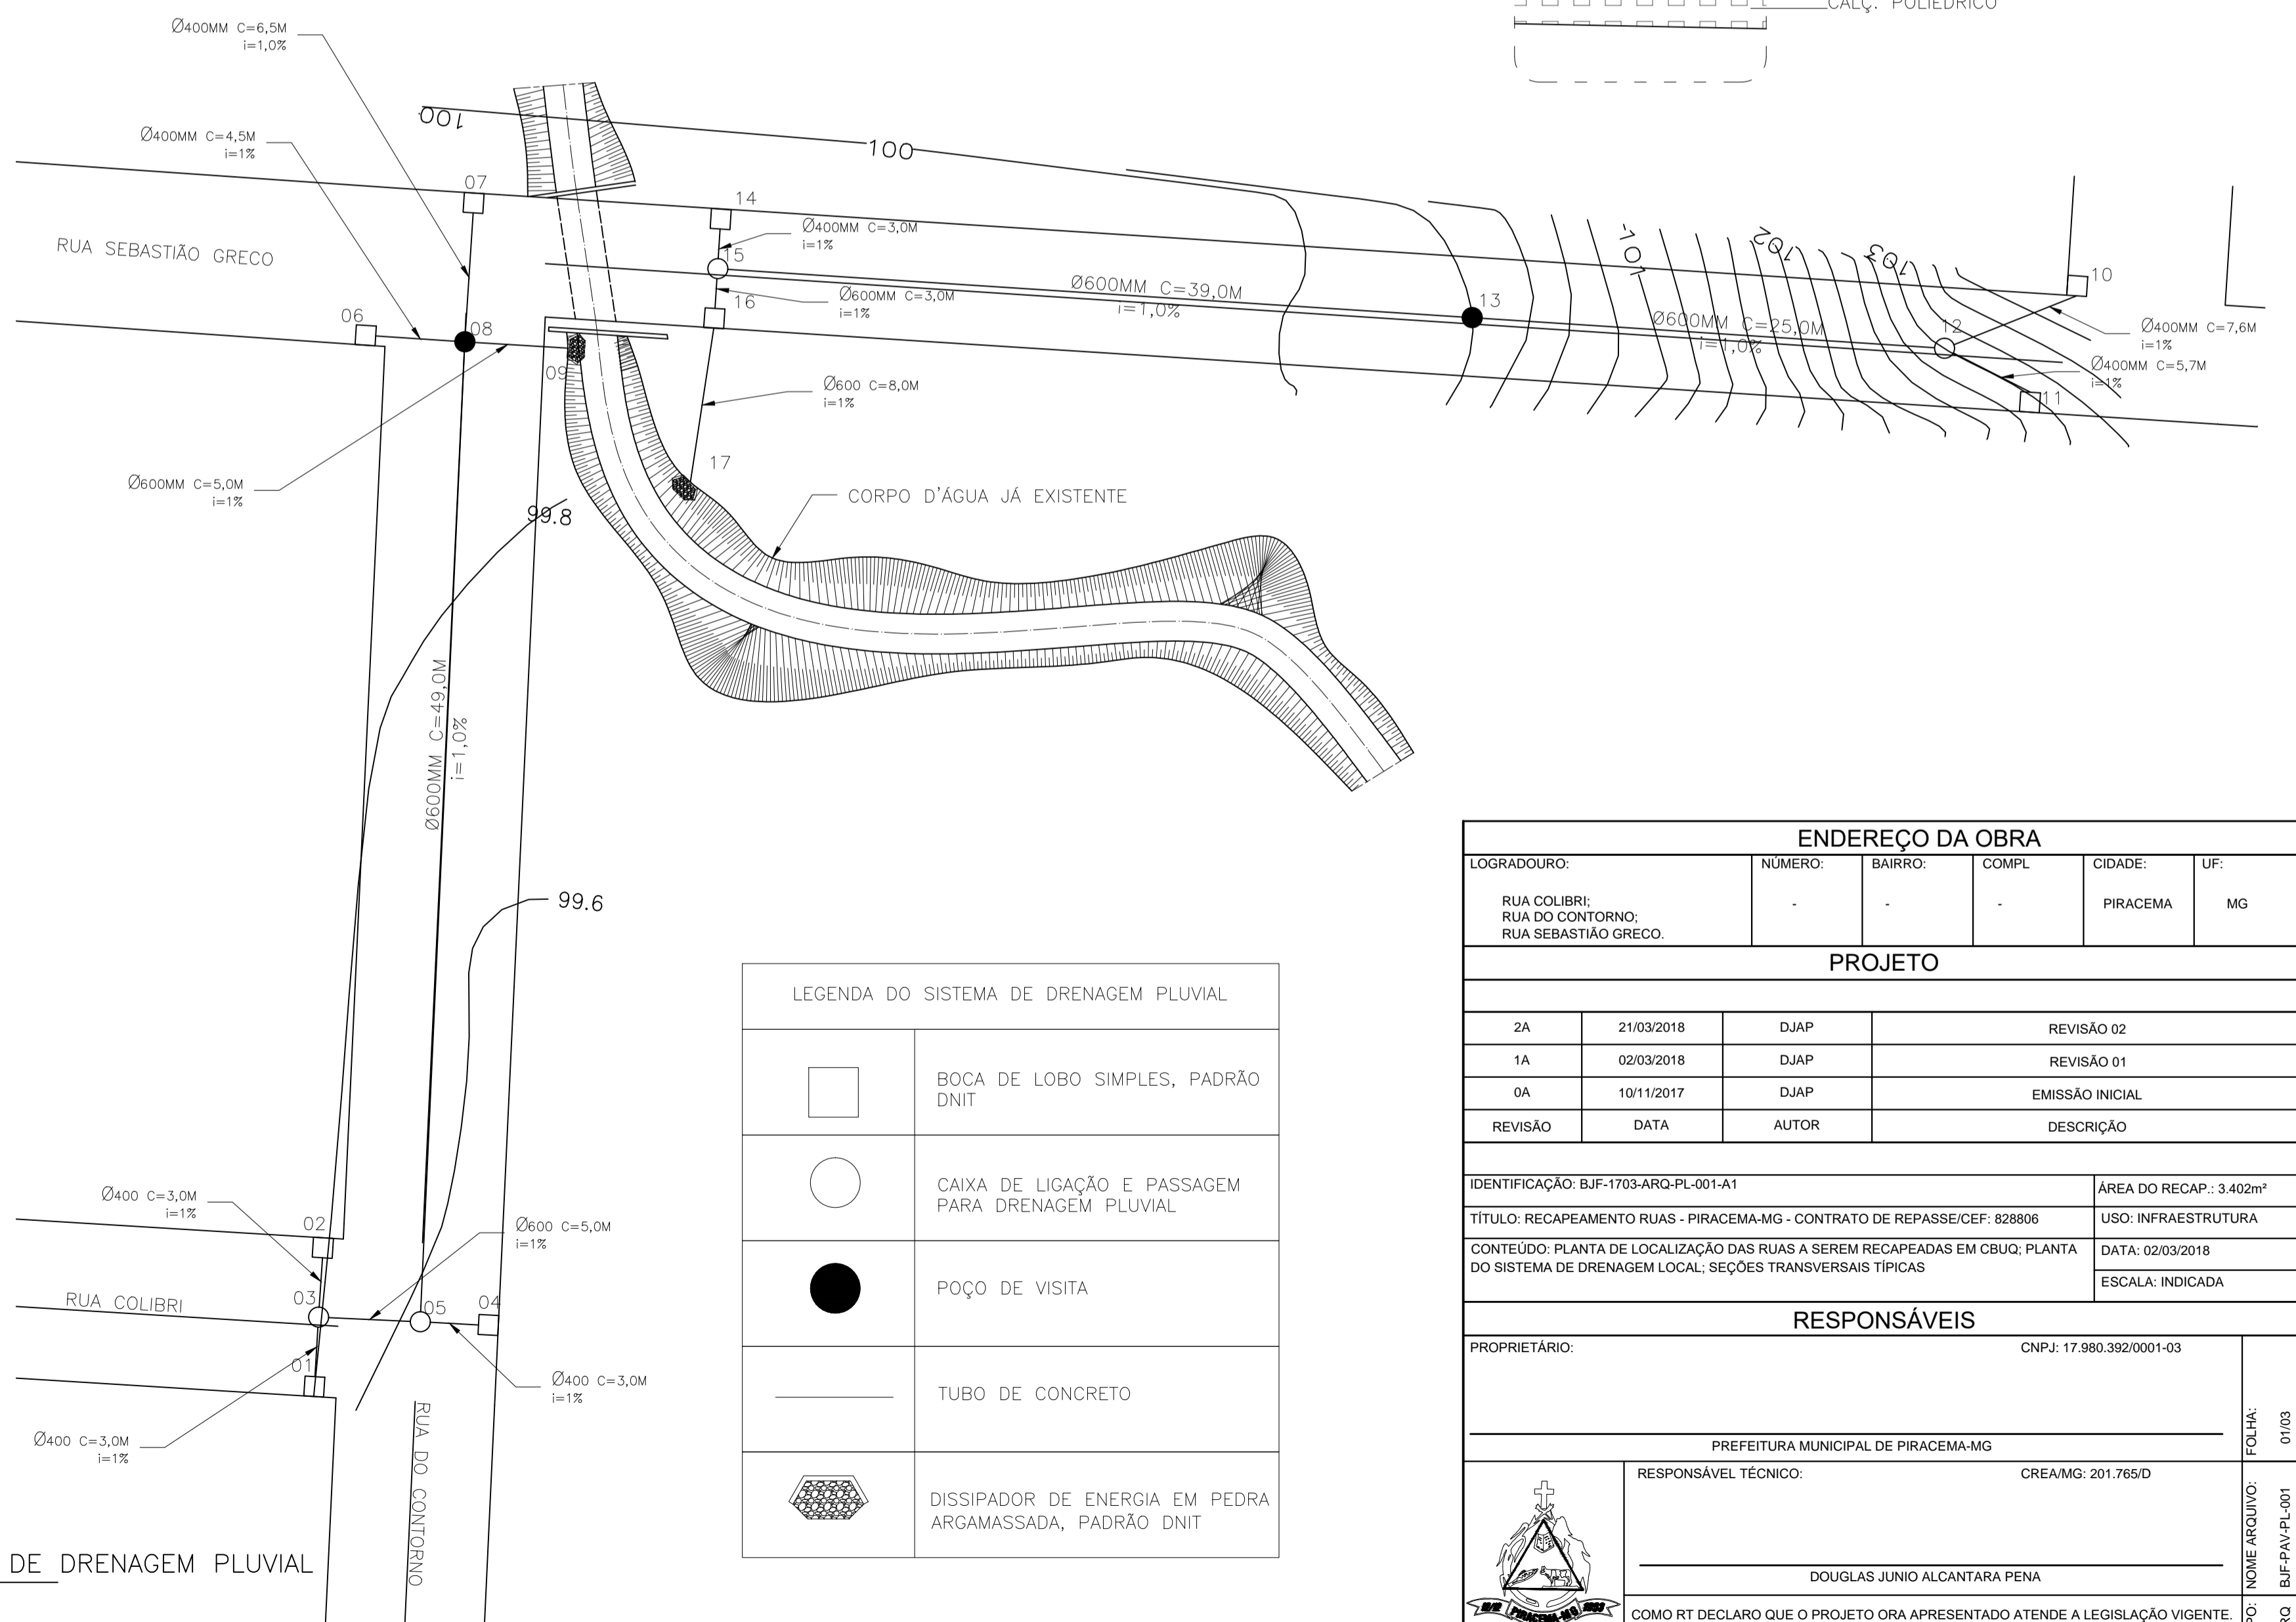 CALÇ. POLIÉDRICO
Ø400MM C=6,5M
i=1,0%
Ø400MM C=4,5M
i=1%
100
100
07
14
RUA SEBASTIÃO GRECO
Ø400MM C=3,0M
i=1%
15
Ø600MM C=3,0M
i=1%
16
Ø600MM C=39,0M
i=1,0%
13
101
102
103
10
Ø600MM C=25,0M
i=1,0%
12
Ø400MM C=7,6M
i=1%
Ø400MM C=5,7M
i=1%
11
06
08
09
Ø600 C=8,0M
i=1%
Ø600MM C=5,0M
i=1%
17
CORPO D'ÁGUA JÁ EXISTENTE
99.8
Ø600MM C=49,0M
i=1,0%
99.6
Ø400 C=3,0M
i=1%
02
Ø600 C=5,0M
i=1%
RUA COLIBRI
03
05
04
01
Ø400 C=3,0M
i=1%
Ø400 C=3,0M
i=1%
RUA DO CONTORNO
DE DRENAGEM PLUVIAL
LEGENDA DO SISTEMA DE DRENAGEM PLUVIAL
BOCA DE LOBO SIMPLES, PADRÃO
DNIT
CAIXA DE LIGAÇÃO E PASSAGEM
PARA DRENAGEM PLUVIAL
POÇO DE VISITA
TUBO DE CONCRETO
DISSIPADOR DE ENERGIA EM PEDRA
ARGAMASSADA, PADRÃO DNIT
ENDEREÇO DA OBRA
LOGRADOURO: NÚMERO: BAIRRO: COMPL CIDADE: UF:
RUA COLIBRI;
RUA DO CONTORNO; - - - PIRACEMA MG
RUA SEBASTIÃO GRECO.
PROJETO
2A 21/03/2018 DJAP REVISÃO 02
1A 02/03/2018 DJAP REVISÃO 01
0A 10/11/2017 DJAP EMISSÃO INICIAL
REVISÃO DATA AUTOR DESCRIÇÃO
IDENTIFICAÇÃO: BJF-1703-ARQ-PL-001-A1 ÁREA DO RECAP.: 3.402m²
TÍTULO: RECAPEAMENTO RUAS - PIRACEMA-MG - CONTRATO DE REPASSE/CEF: 828806 USO: INFRAESTRUTURA
CONTEÚDO: PLANTA DE LOCALIZAÇÃO DAS RUAS A SEREM RECAPEADAS EM CBUQ; PLANTA
DO SISTEMA DE DRENAGEM LOCAL; SEÇÕES TRANSVERSAIS TÍPICAS
DATA: 02/03/2018
ESCALA: INDICADA
RESPONSÁVEIS
PROPRIETÁRIO: CNPJ: 17.980.392/0001-03
PREFEITURA MUNICIPAL DE PIRACEMA-MG
FOLHA:
01/03
RESPONSÁVEL TÉCNICO: CREA/MG: 201.765/D
DOUGLAS JUNIO ALCANTARA PENA
NOME ARQUIVO:
BJF-PAV-PL-001
PIRACEMA-MG
COMO RT DECLARO QUE O PROJETO ORA APRESENTADO ATENDE A LEGISLAÇÃO VIGENTE.